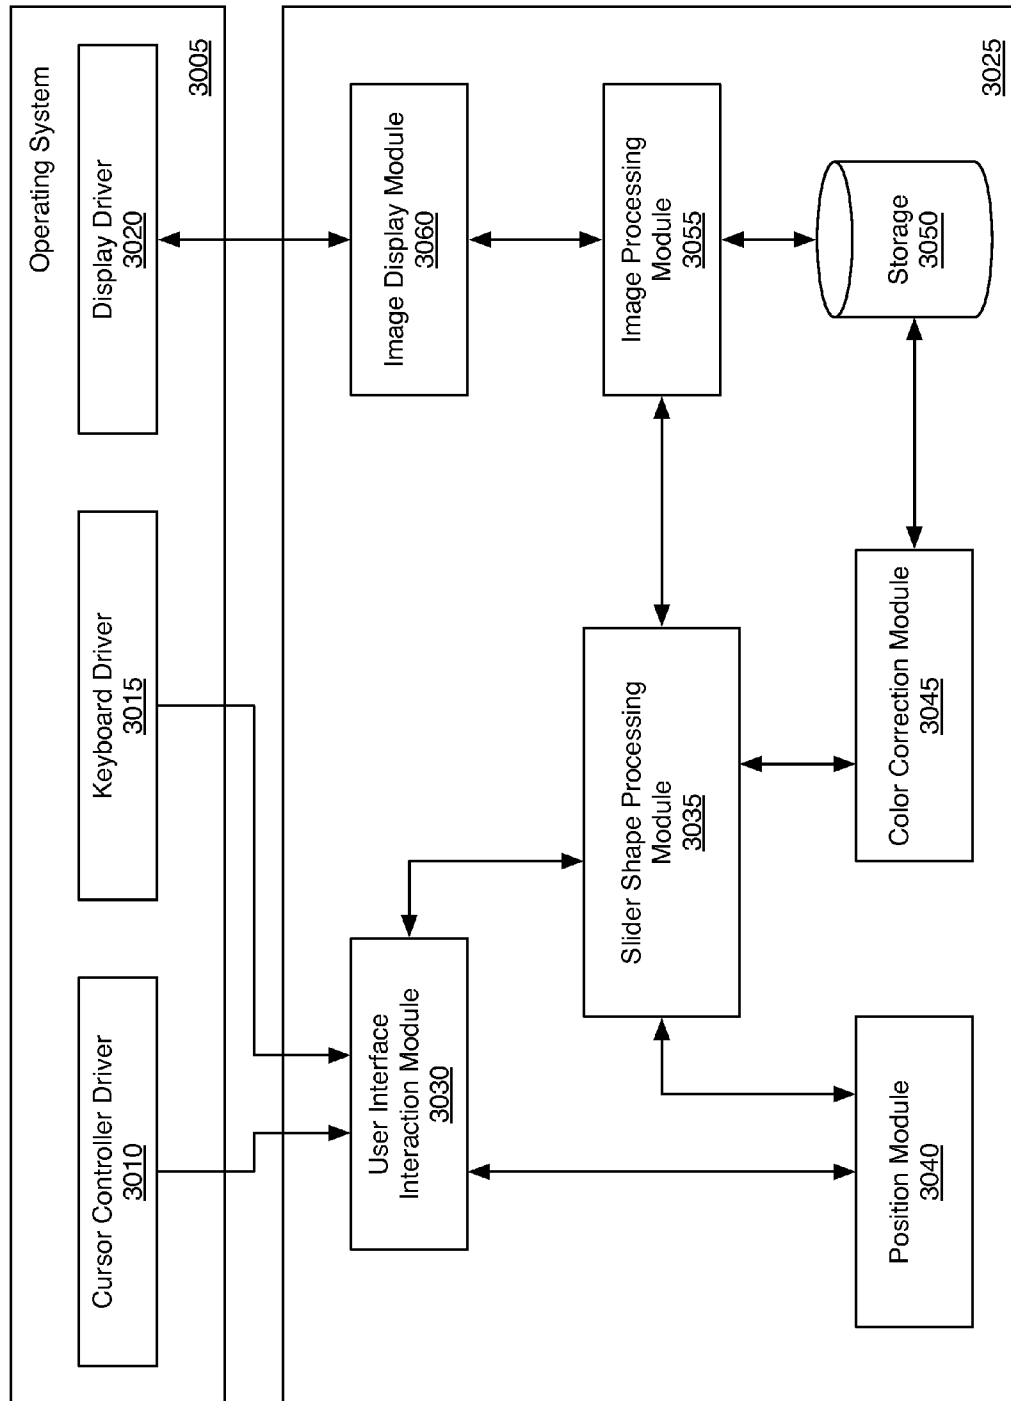 Operating System
3005
Cursor Controller Driver
3010
Keyboard Driver
3015
Display Driver
3020
User Interface
Interaction Module
3030
Image Display Module
3060
Slider Shape Processing
Module
3035
Image Processing
Module
3055
Position Module
3040
Color Correction Module
3045
Storage
3050
3025